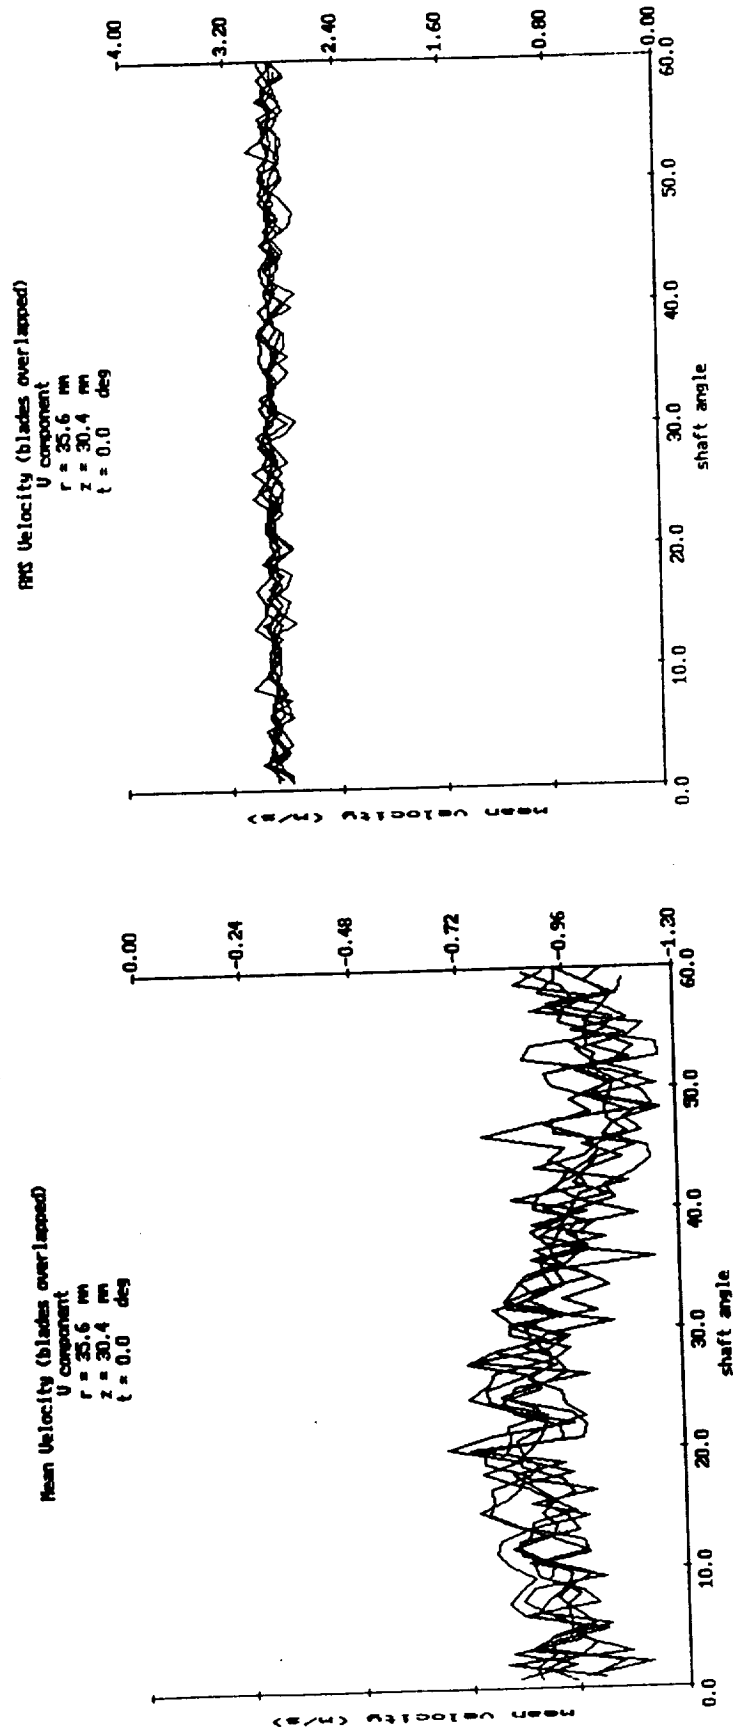 Mean Velocity (blades overlapped)
U component
r = 35.6 mm
z = 30.4 mm
t = 0.0 deg
mean velocity (m/s)
-0.00
-0.24
-0.48
-0.72
-0.96
-1.20
0.0 10.0 20.0 30.0 40.0 50.0 60.0
shaft angle
RMS Velocity (blades overlapped)
U component
r = 35.6 mm
z = 30.4 mm
t = 0.0 deg
mean velocity (m/s)
-4.00
-3.20
-2.40
-1.60
-0.80
-0.00
0.0 10.0 20.0 30.0 40.0 50.0 60.0
shaft angle